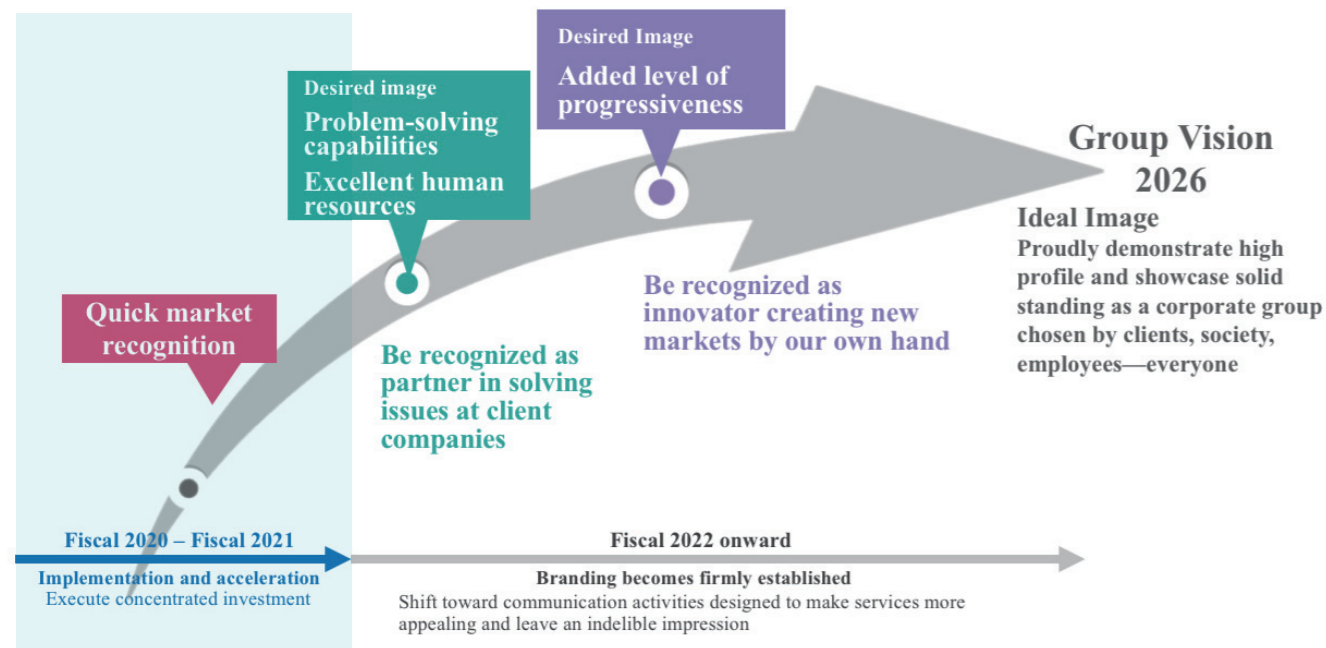 Desired Image
Added level of
progressiveness
Desired image
Problem-solving
capabilities
Excellent human
resources
Group Vision
2026
Ideal Image
Proudly demonstrate high
profile and showcase solid
standing as a corporate group
chosen by clients, society,
employees—everyone
Quick market
recognition
Be recognized as
innovator creating new
markets by our own hand
Be recognized as
partner in solving
issues at client
companies
Fiscal 2020 – Fiscal 2021
Implementation and acceleration
Execute concentrated investment
Fiscal 2022 onward
Branding becomes firmly established
Shift toward communication activities designed to make services more
appealing and leave an indelible impression